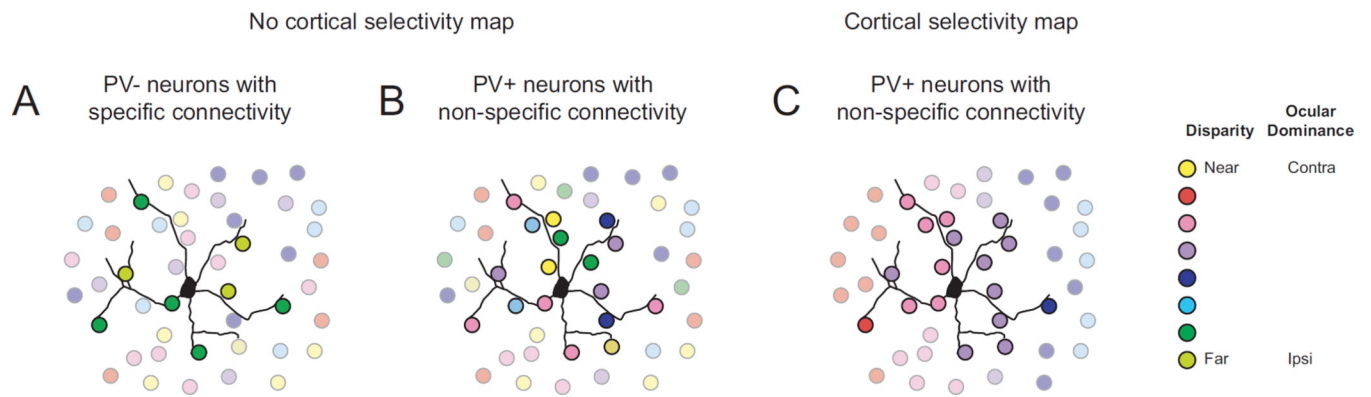 No cortical selectivity map
Cortical selectivity map
A
PV- neurons with
specific connectivity
B
PV+ neurons with
non-specific connectivity
C
PV+ neurons with
non-specific connectivity
Disparity
Ocular
Dominance
Near
Contra
Far
Ipsi